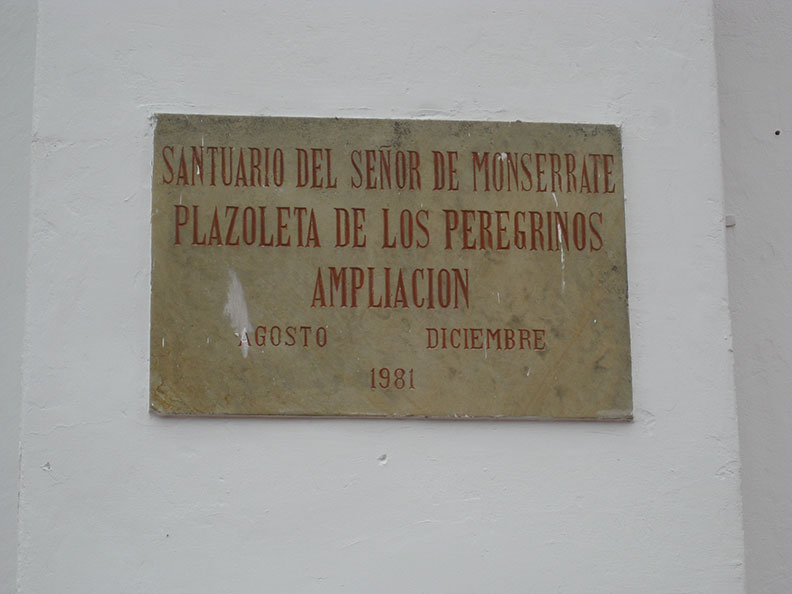 SANTUARIO DEL SEÑOR DE MONSERRATE
PLAZOLETA DE LOS PEREGRINOS
AMPLIACION
AGOSTO DICIEMBRE
1981